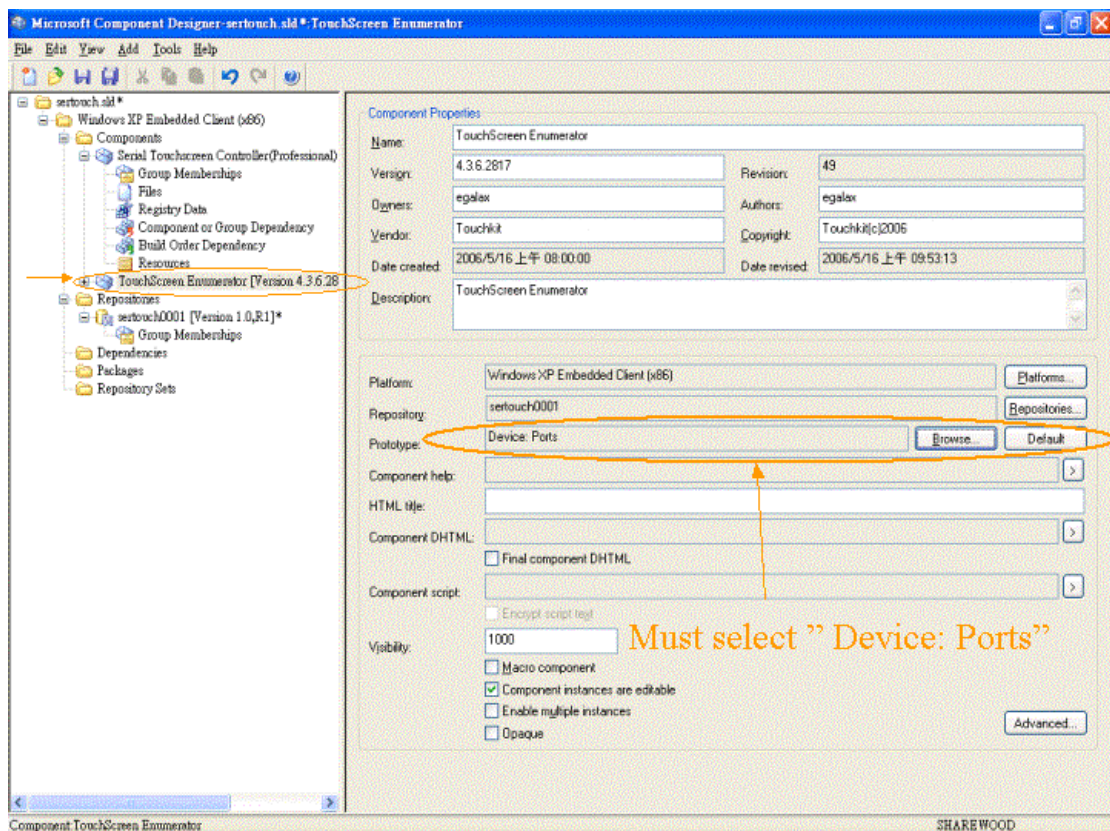 Microsoft Component Designer-sertouch.sld*:TouchScreen Enumerator
File Edit View Add Tools Help
sertouch.sld*
Windows XP Embedded Client (x86)
Components
Serial Touchscreen Controller(Professional)
Group Memberships
Files
Registry Data
Component or Group Dependency
Build Order Dependency
Resources
TouchScreen Enumerator [Version 4.3.6.28
Repositories
sertouch0001 [Version 1.0,R1]*
Group Memberships
Dependencies
Packages
Repository Sets
Component Properties
Name: TouchScreen Enumerator
Version: 4.3.6.2817 Revision: 49
Owners: egalax Authors: egalax
Vendor: Touchkit Copyright: Touchkit(c)2006
Date created: 2006/5/16 上午 08:00:00 Date revised: 2006/5/16 上午 09:53:13
Description: TouchScreen Enumerator
Platform: Windows XP Embedded Client (x86) Platforms...
Repository: sertouch0001 Repositories...
Prototype: Device: Ports Browse... Default
Component help: >
HTML title:
Component DHTML: >
Final component DHTML
Component script: >
Encrypt script text
Visibility: 1000
Must select ” Device: Ports”
Macro component
Component instances are editable
Enable multiple instances
Opaque
Advanced...
Component:TouchScreen Enumerator SHAREWOOD